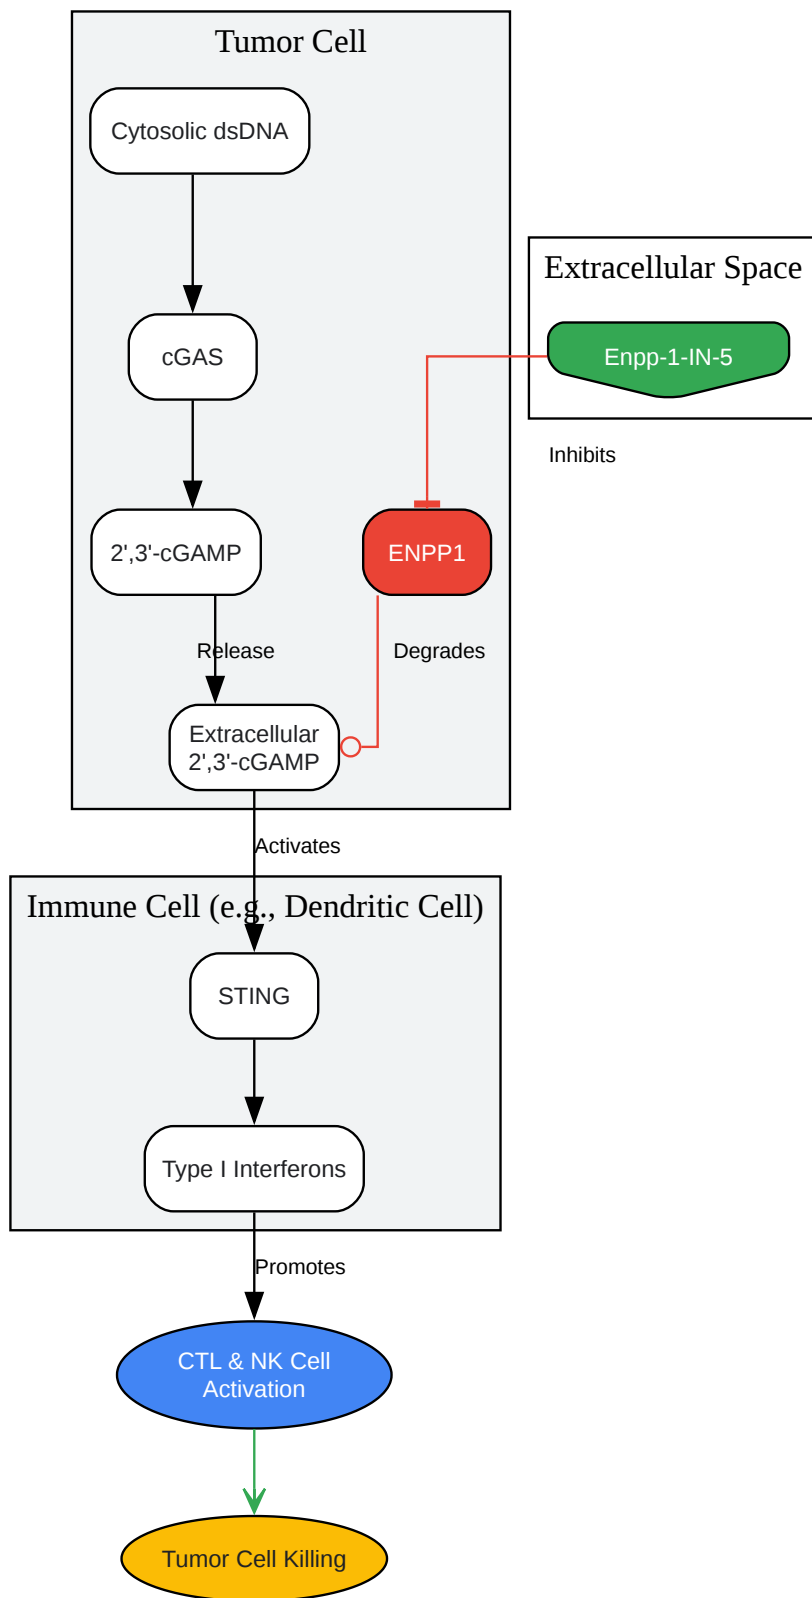 Tumor Cell
Cytosolic dsDNA
Extracellular Space
cGAS
Enpp-1-IN-5
Inhibits
2',3'-cGAMP
ENPP1
Release
Degrades
Extracellular
2',3'-cGAMP
Activates
Immune Cell (e.g., Dendritic Cell)
STING
Type I Interferons
Promotes
CTL & NK Cell
Activation
Tumor Cell Killing